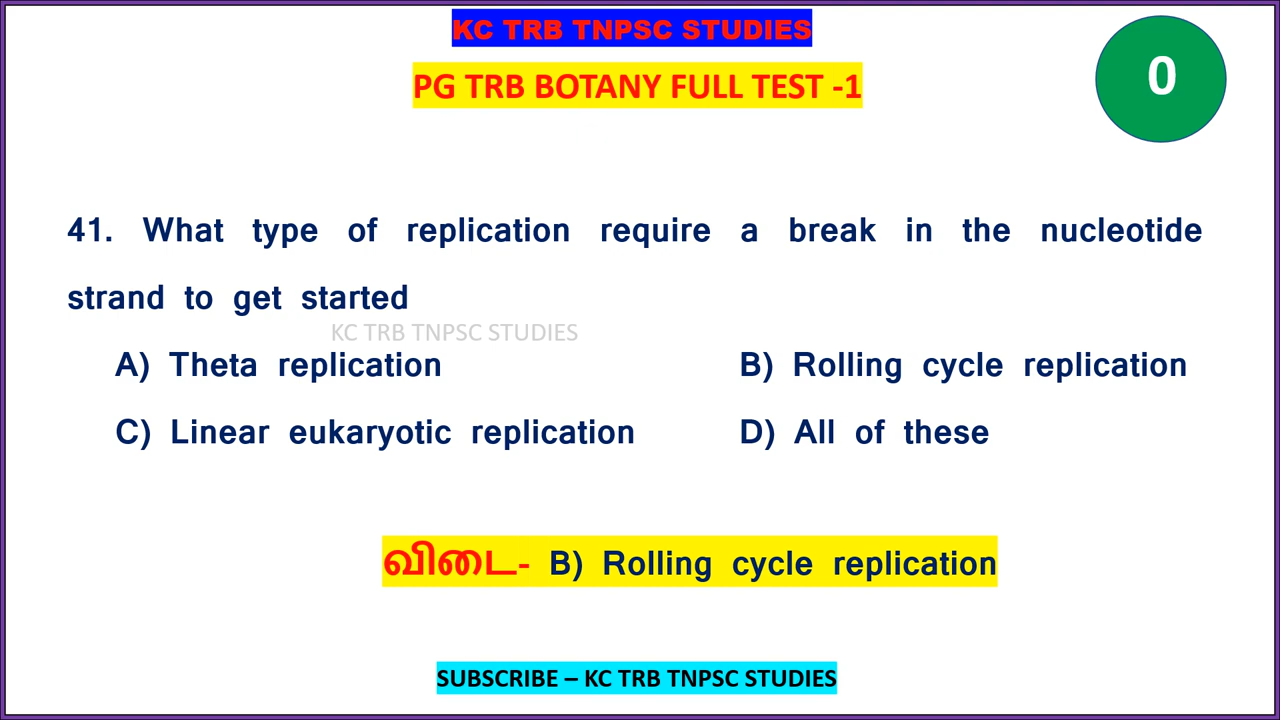 KC TRB TNPSC STUDIES
PG TRB BOTANY FULL TEST -1
0
41. What type of replication require a break in the nucleotide
strand to get started
KC TRB TNPSC STUDIES
A) Theta replication B) Rolling cycle replication
C) Linear eukaryotic replication D) All of these
விடை- B) Rolling cycle replication
SUBSCRIBE – KC TRB TNPSC STUDIES